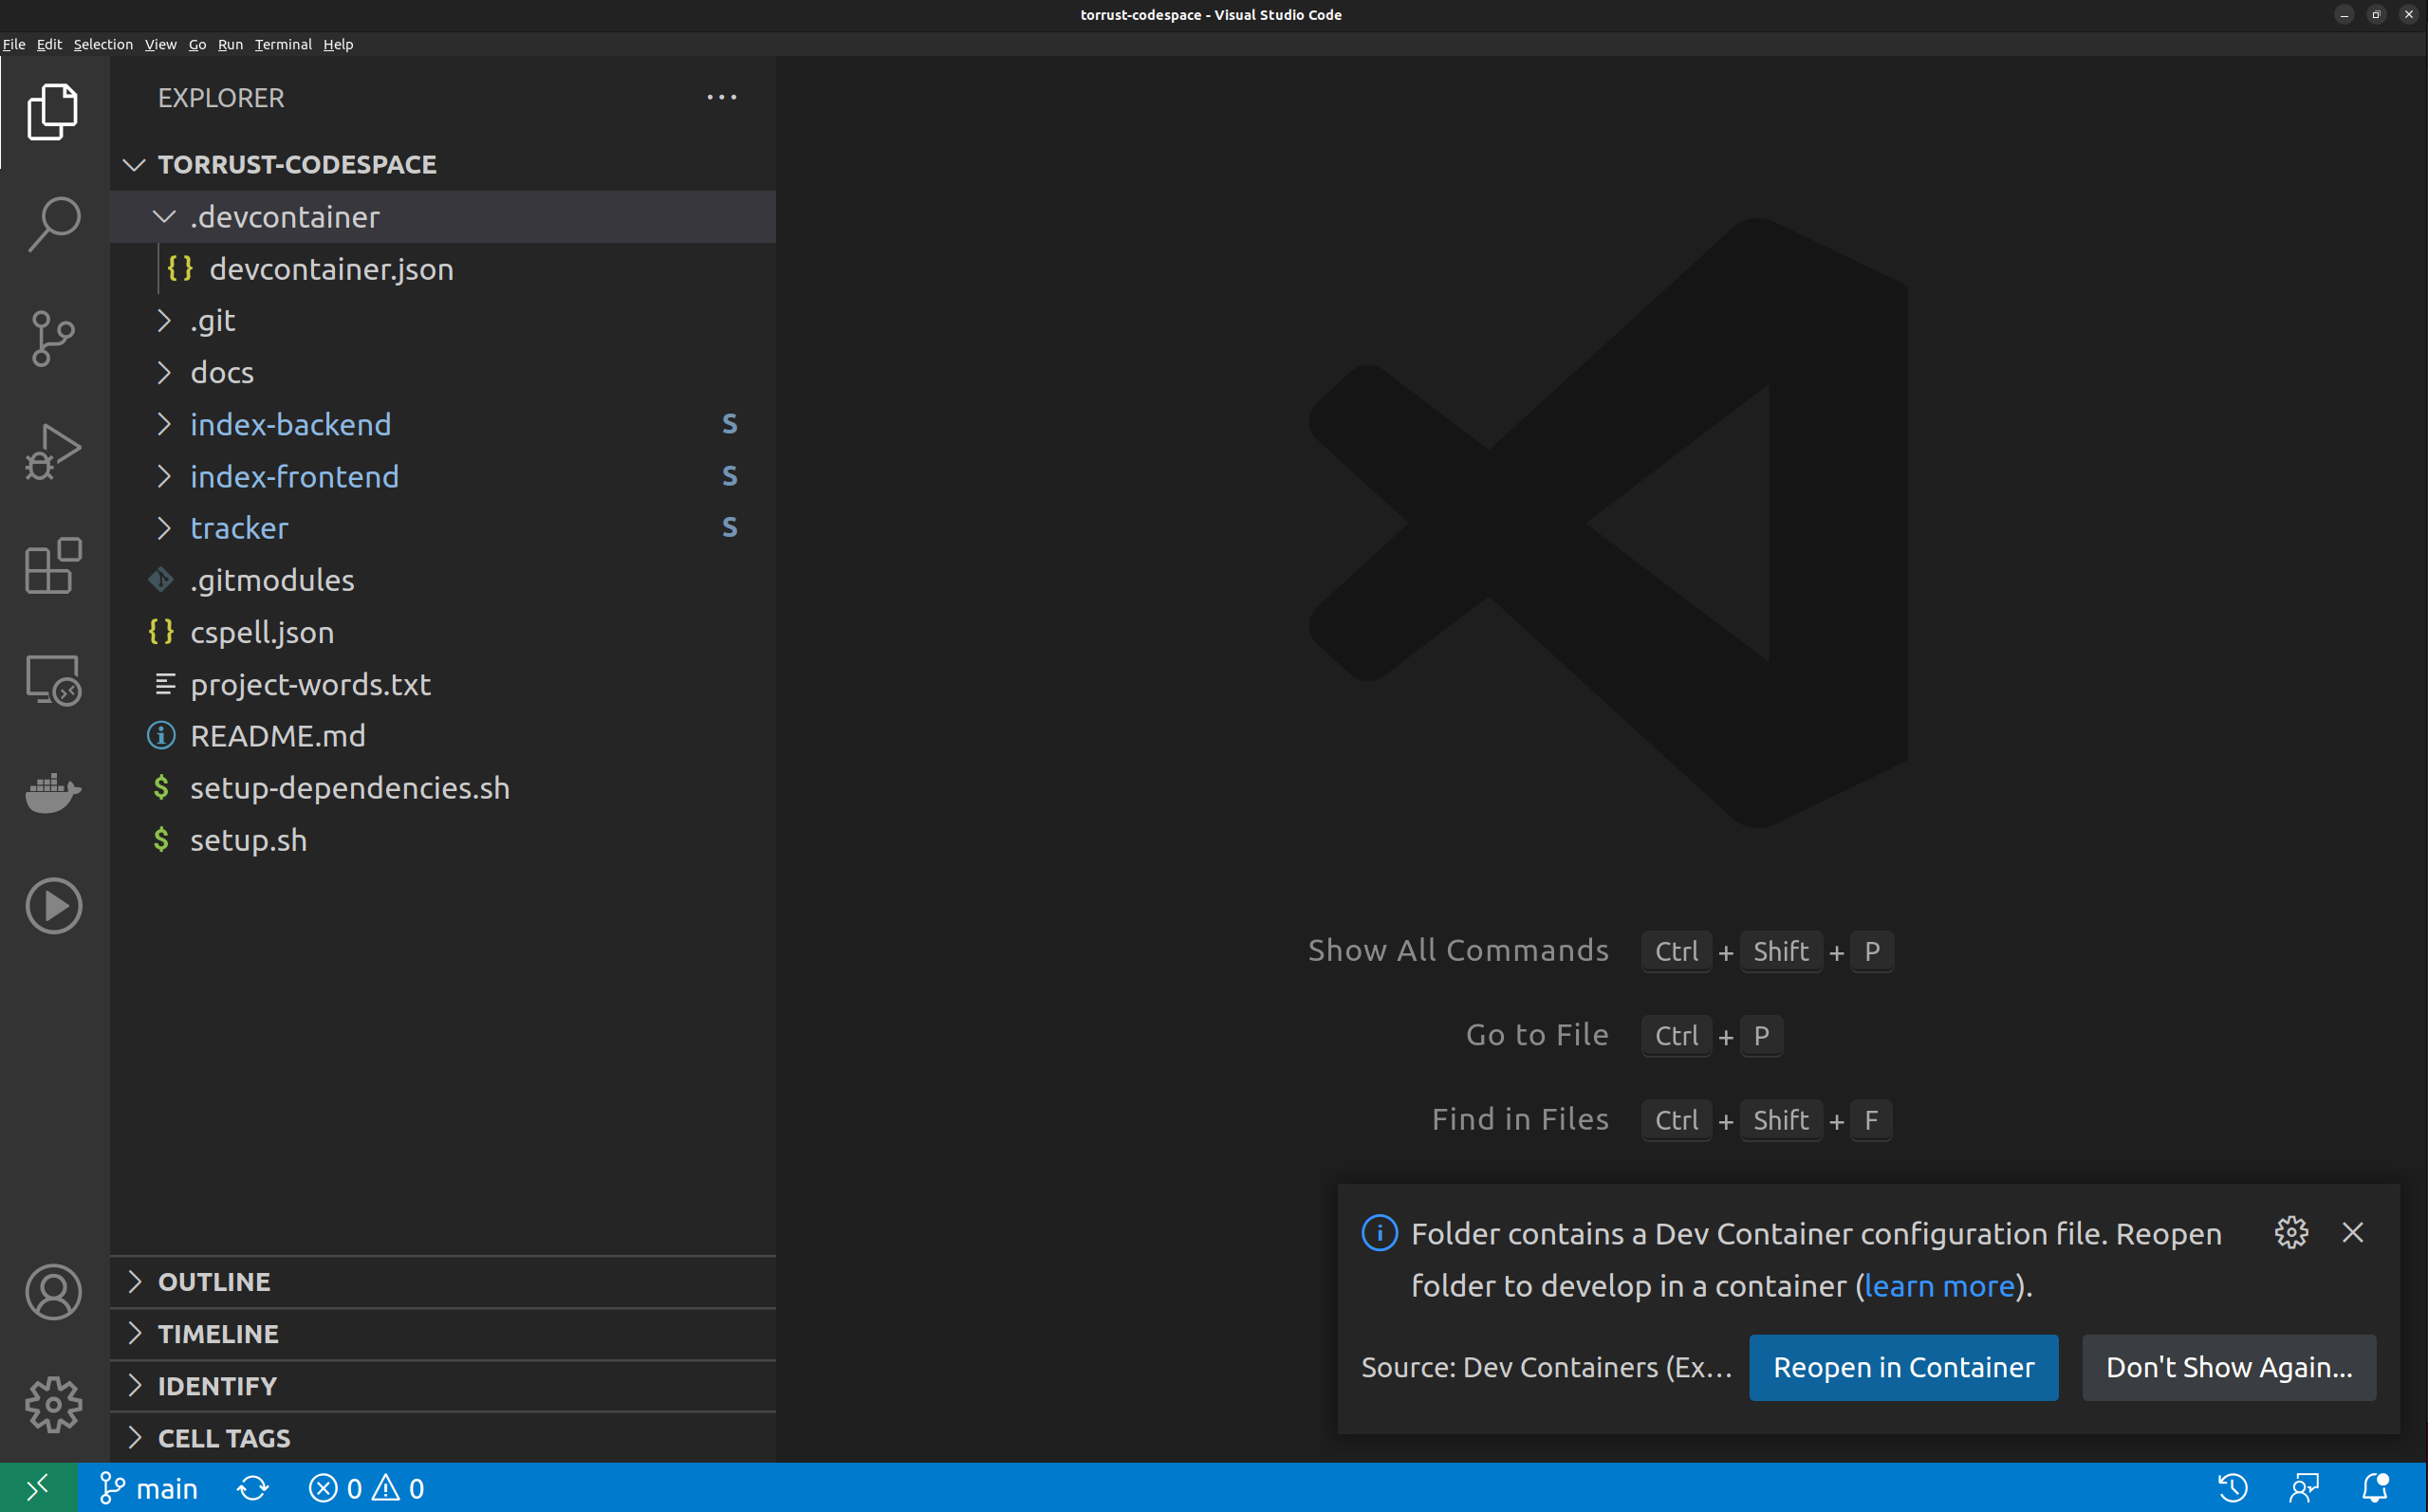 torrust-codespace - Visual Studio Code
File Edit Selection View Go Run Terminal Help
EXPLORER
TORRUST-CODESPACE
.devcontainer
{} devcontainer.json
.git
docs
index-backend S
index-frontend S
tracker S
.gitmodules
{} cspell.json
project-words.txt
README.md
$ setup-dependencies.sh
$ setup.sh
OUTLINE
TIMELINE
IDENTIFY
CELL TAGS
Show All Commands Ctrl + Shift + P
Go to File Ctrl + P
Find in Files Ctrl + Shift + F
Folder contains a Dev Container configuration file. Reopen
folder to develop in a container (learn more).
Source: Dev Containers (Ex... Reopen in Container Don't Show Again...
main 0 0